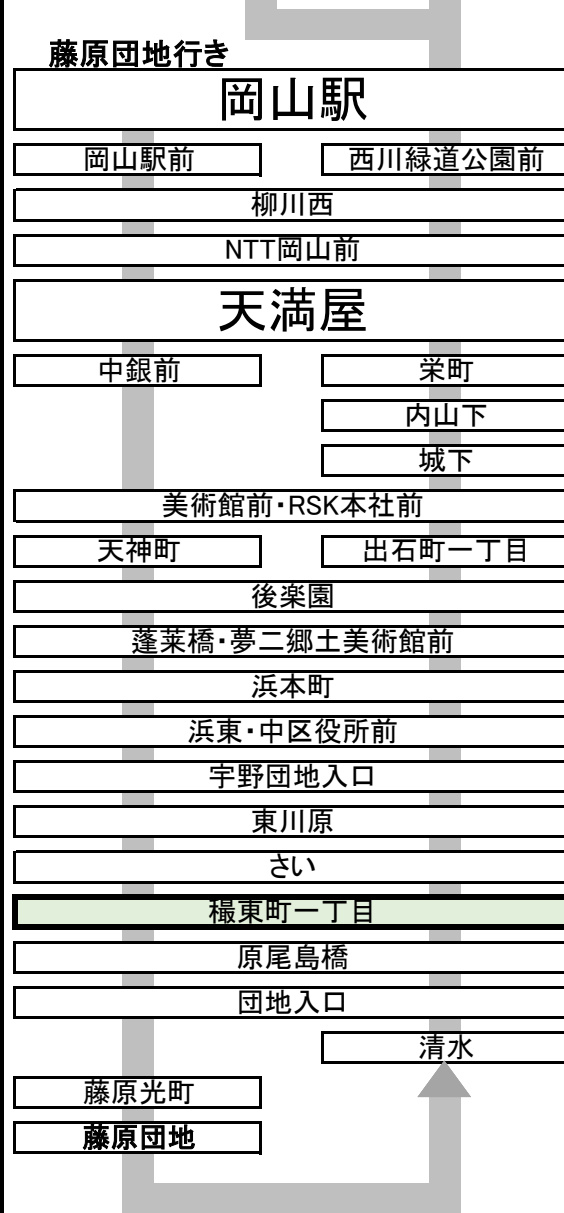 藤原団地行き
岡山駅
岡山駅前
西川緑道公園前
柳川西
NTT岡山前
天満屋
中銀前
栄町
内山下
城下
美術館前・RSK本社前
天神町
出石町一丁目
後楽園
蓬莱橋・夢二郷土美術館前
浜本町
浜東・中区役所前
宇野団地入口
東川原
さい
穝東町一丁目
原尾島橋
団地入口
清水
藤原光町
藤原団地